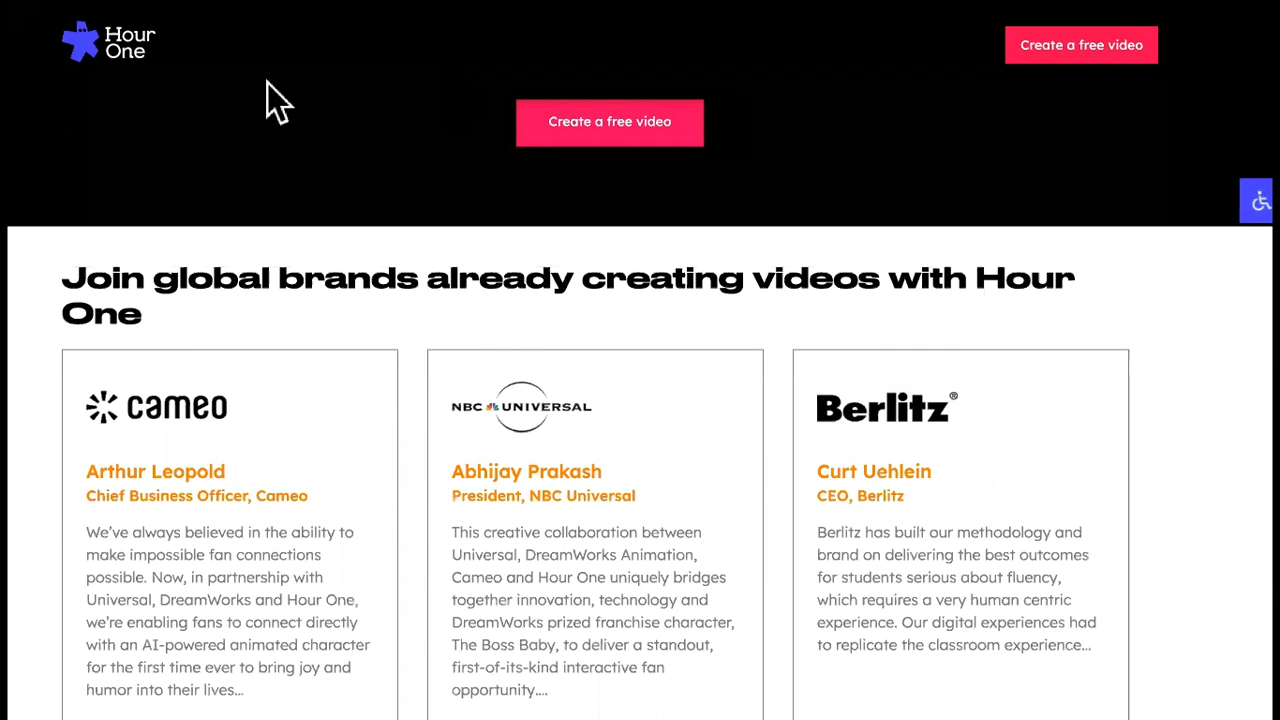 Hour
One
Create a free video
Create a free video
Join global brands already creating videos with Hour
One
cameo
Arthur Leopold
Chief Business Officer, Cameo
We've always believed in the ability to
make impossible fan connections
possible. Now, in partnership with
Universal, DreamWorks and Hour One,
we're enabling fans to connect directly
with an AI-powered animated character
for the first time ever to bring joy and
humor into their lives...
NBC UNIVERSAL
Abhijay Prakash
President, NBC Universal
This creative collaboration between
Universal, DreamWorks Animation,
Cameo and Hour One uniquely bridges
together innovation, technology and
DreamWorks prized franchise character,
The Boss Baby, to deliver a standout,
first-of-its-kind interactive fan
opportunity....
Berlitz®
Curt Uehlein
CEO, Berlitz
Berlitz has built our methodology and
brand on delivering the best outcomes
for students serious about fluency,
which requires a very human centric
experience. Our digital experiences had
to replicate the classroom experience...